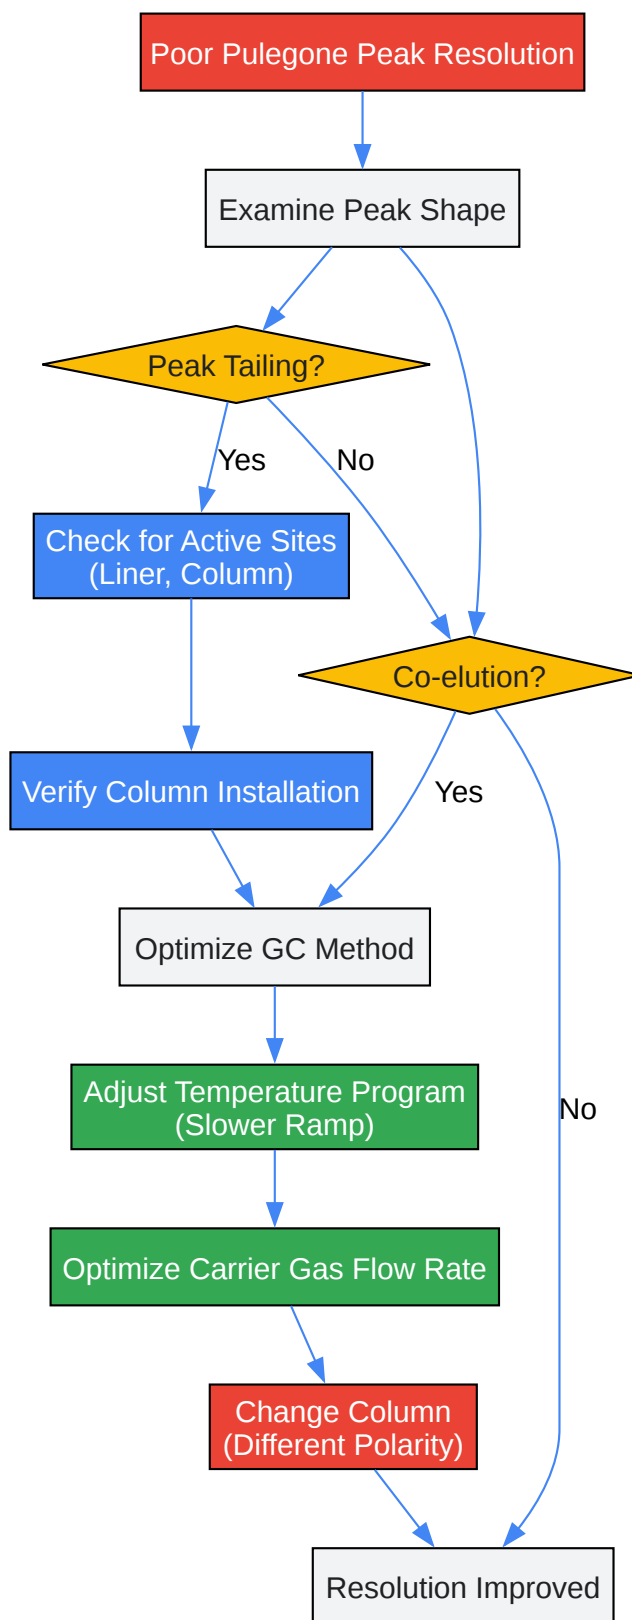 Poor Pulegone Peak Resolution
Examine Peak Shape
Peak Tailing?
Yes
No
Check for Active Sites
(Liner, Column)
Co-elution?
Verify Column Installation
Yes
Optimize GC Method
Adjust Temperature Program
(Slower Ramp)
No
Optimize Carrier Gas Flow Rate
Change Column
(Different Polarity)
Resolution Improved